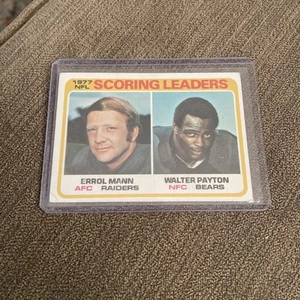 1977 NFL SCORING LEADERS
ERROL MANN WALTER PAYTON
AFC RAIDERS NFC BEARS